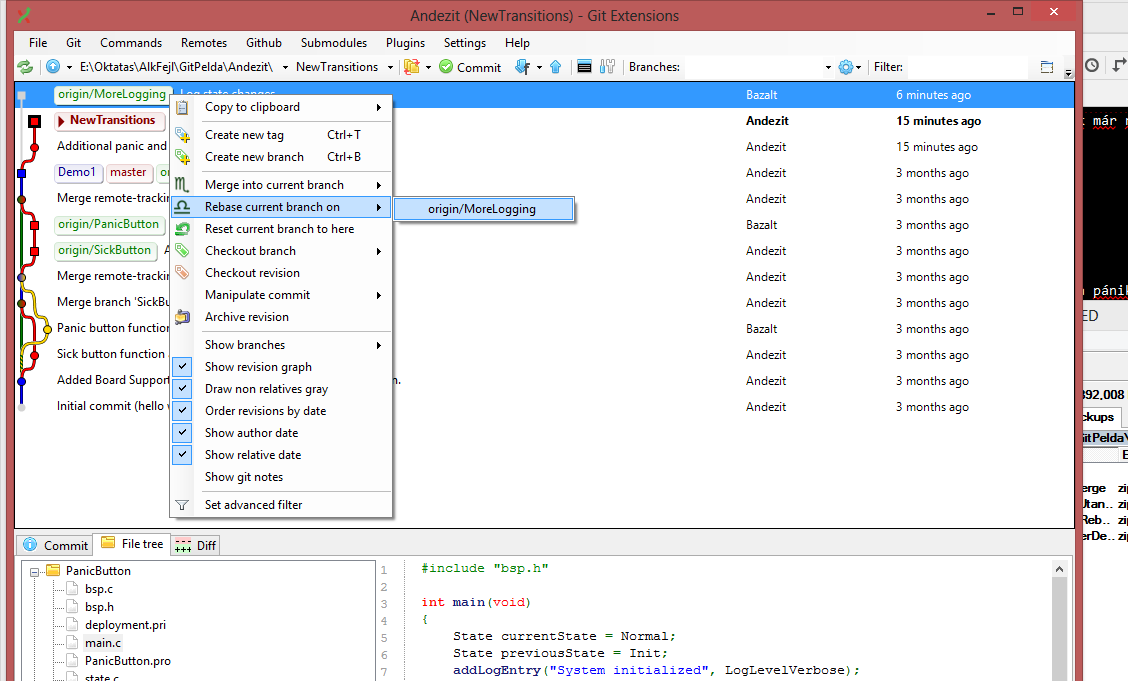 Andezit (NewTransitions) - Git Extensions
File Git Commands Remotes Github Submodules Plugins Settings Help
E:\Oktatas\AlkFejl\GitPelda\Andezit\ NewTransitions Commit Branches: Filter:
origin/MoreLogging Log state changes Bazalt 6 minutes ago
NewTransitions Andezit 15 minutes ago
Additional panic and Andezit 15 minutes ago
Demo1 master Andezit 3 months ago
Merge remote-trackin Andezit 3 months ago
origin/PanicButton Bazalt 3 months ago
origin/SickButton Andezit 3 months ago
Merge remote-trackin Andezit 3 months ago
Merge branch 'SickBu Andezit 3 months ago
Panic button function Bazalt 3 months ago
Sick button function Andezit 3 months ago
Added Board Support Andezit 3 months ago
Initial commit (hello Andezit 3 months ago
Copy to clipboard
Create new tag Ctrl+T
Create new branch Ctrl+B
Merge into current branch
Rebase current branch on
origin/MoreLogging
Reset current branch to here
Checkout branch
Checkout revision
Manipulate commit
Archive revision
Show branches
Show revision graph
Draw non relatives gray
Order revisions by date
Show author date
Show relative date
Show git notes
Set advanced filter
Commit File tree Diff
PanicButton
bsp.c
bsp.h
deployment.pri
main.c
PanicButton.pro
state.c
1 #include "bsp.h"
2
3 int main(void)
4 {
5 State currentState = Normal;
6 State previousState = Init;
7 addLogEntry("System initialized", LogLevelVerbose);
már
pánik
ED
392,008
ckups
itPelda\
E
erge zip
Utan.. zip
Reb.. zip
erDe.. zip